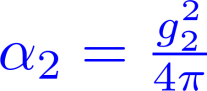 α₂ = g₂²/4π